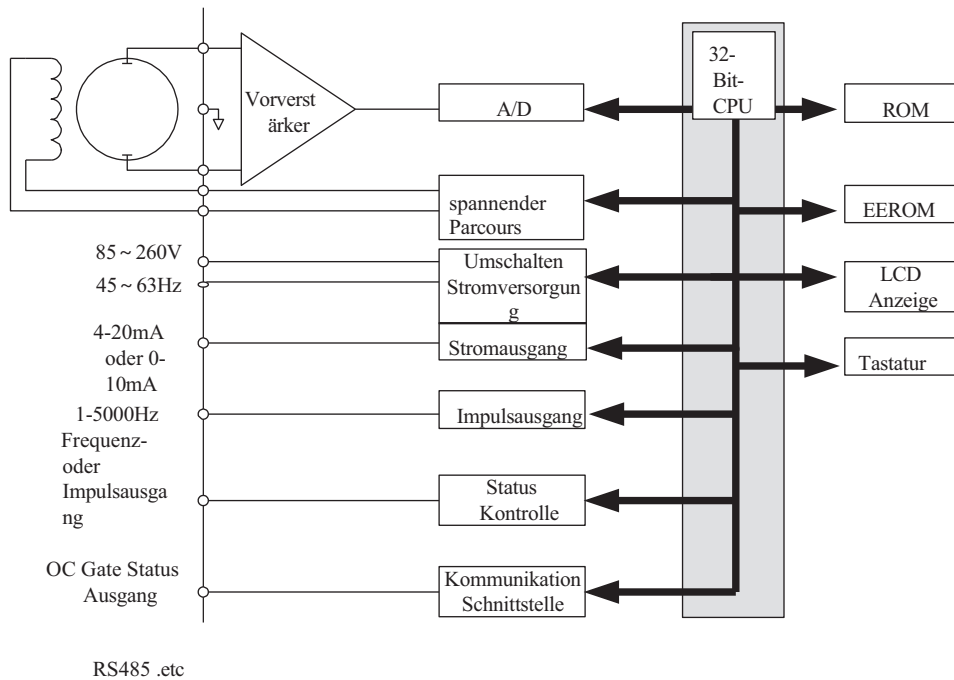 Vorverst
ärker
A/D
32-
Bit-
CPU
ROM
spannender
Parcours
EEROM
85～260V
45～63Hz
Umschalten
Stromversorgun
g
LCD
Anzeige
4-20mA
oder 0-
10mA
Stromausgang
Tastatur
1-5000Hz
Frequenz-
oder
Impulsausga
ng
Impulsausgang
Status
Kontrolle
OC Gate Status
Ausgang
Kommunikation
Schnittstelle
RS485 .etc